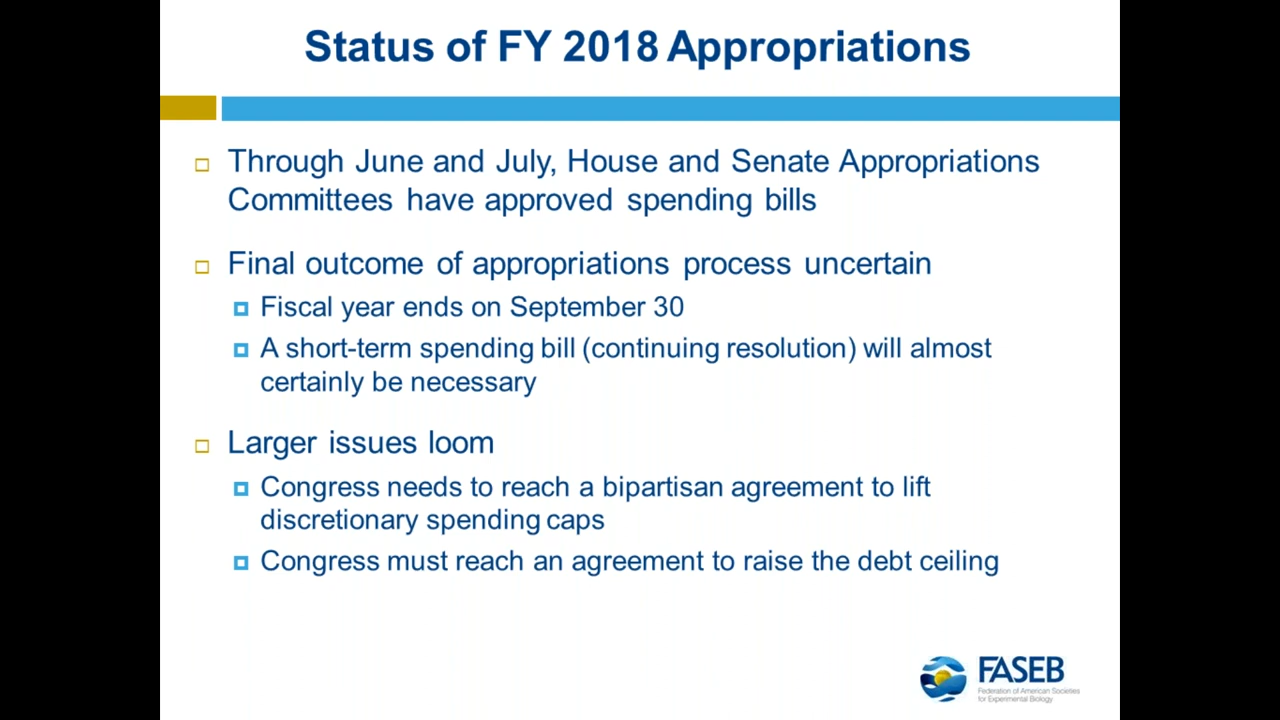 Status of FY 2018 Appropriations
Through June and July, House and Senate Appropriations
Committees have approved spending bills
Final outcome of appropriations process uncertain
Fiscal year ends on September 30
A short-term spending bill (continuing resolution) will almost
certainly be necessary
Larger issues loom
Congress needs to reach a bipartisan agreement to lift
discretionary spending caps
Congress must reach an agreement to raise the debt ceiling
FASEB
Federation of American Societies
for Experimental Biology